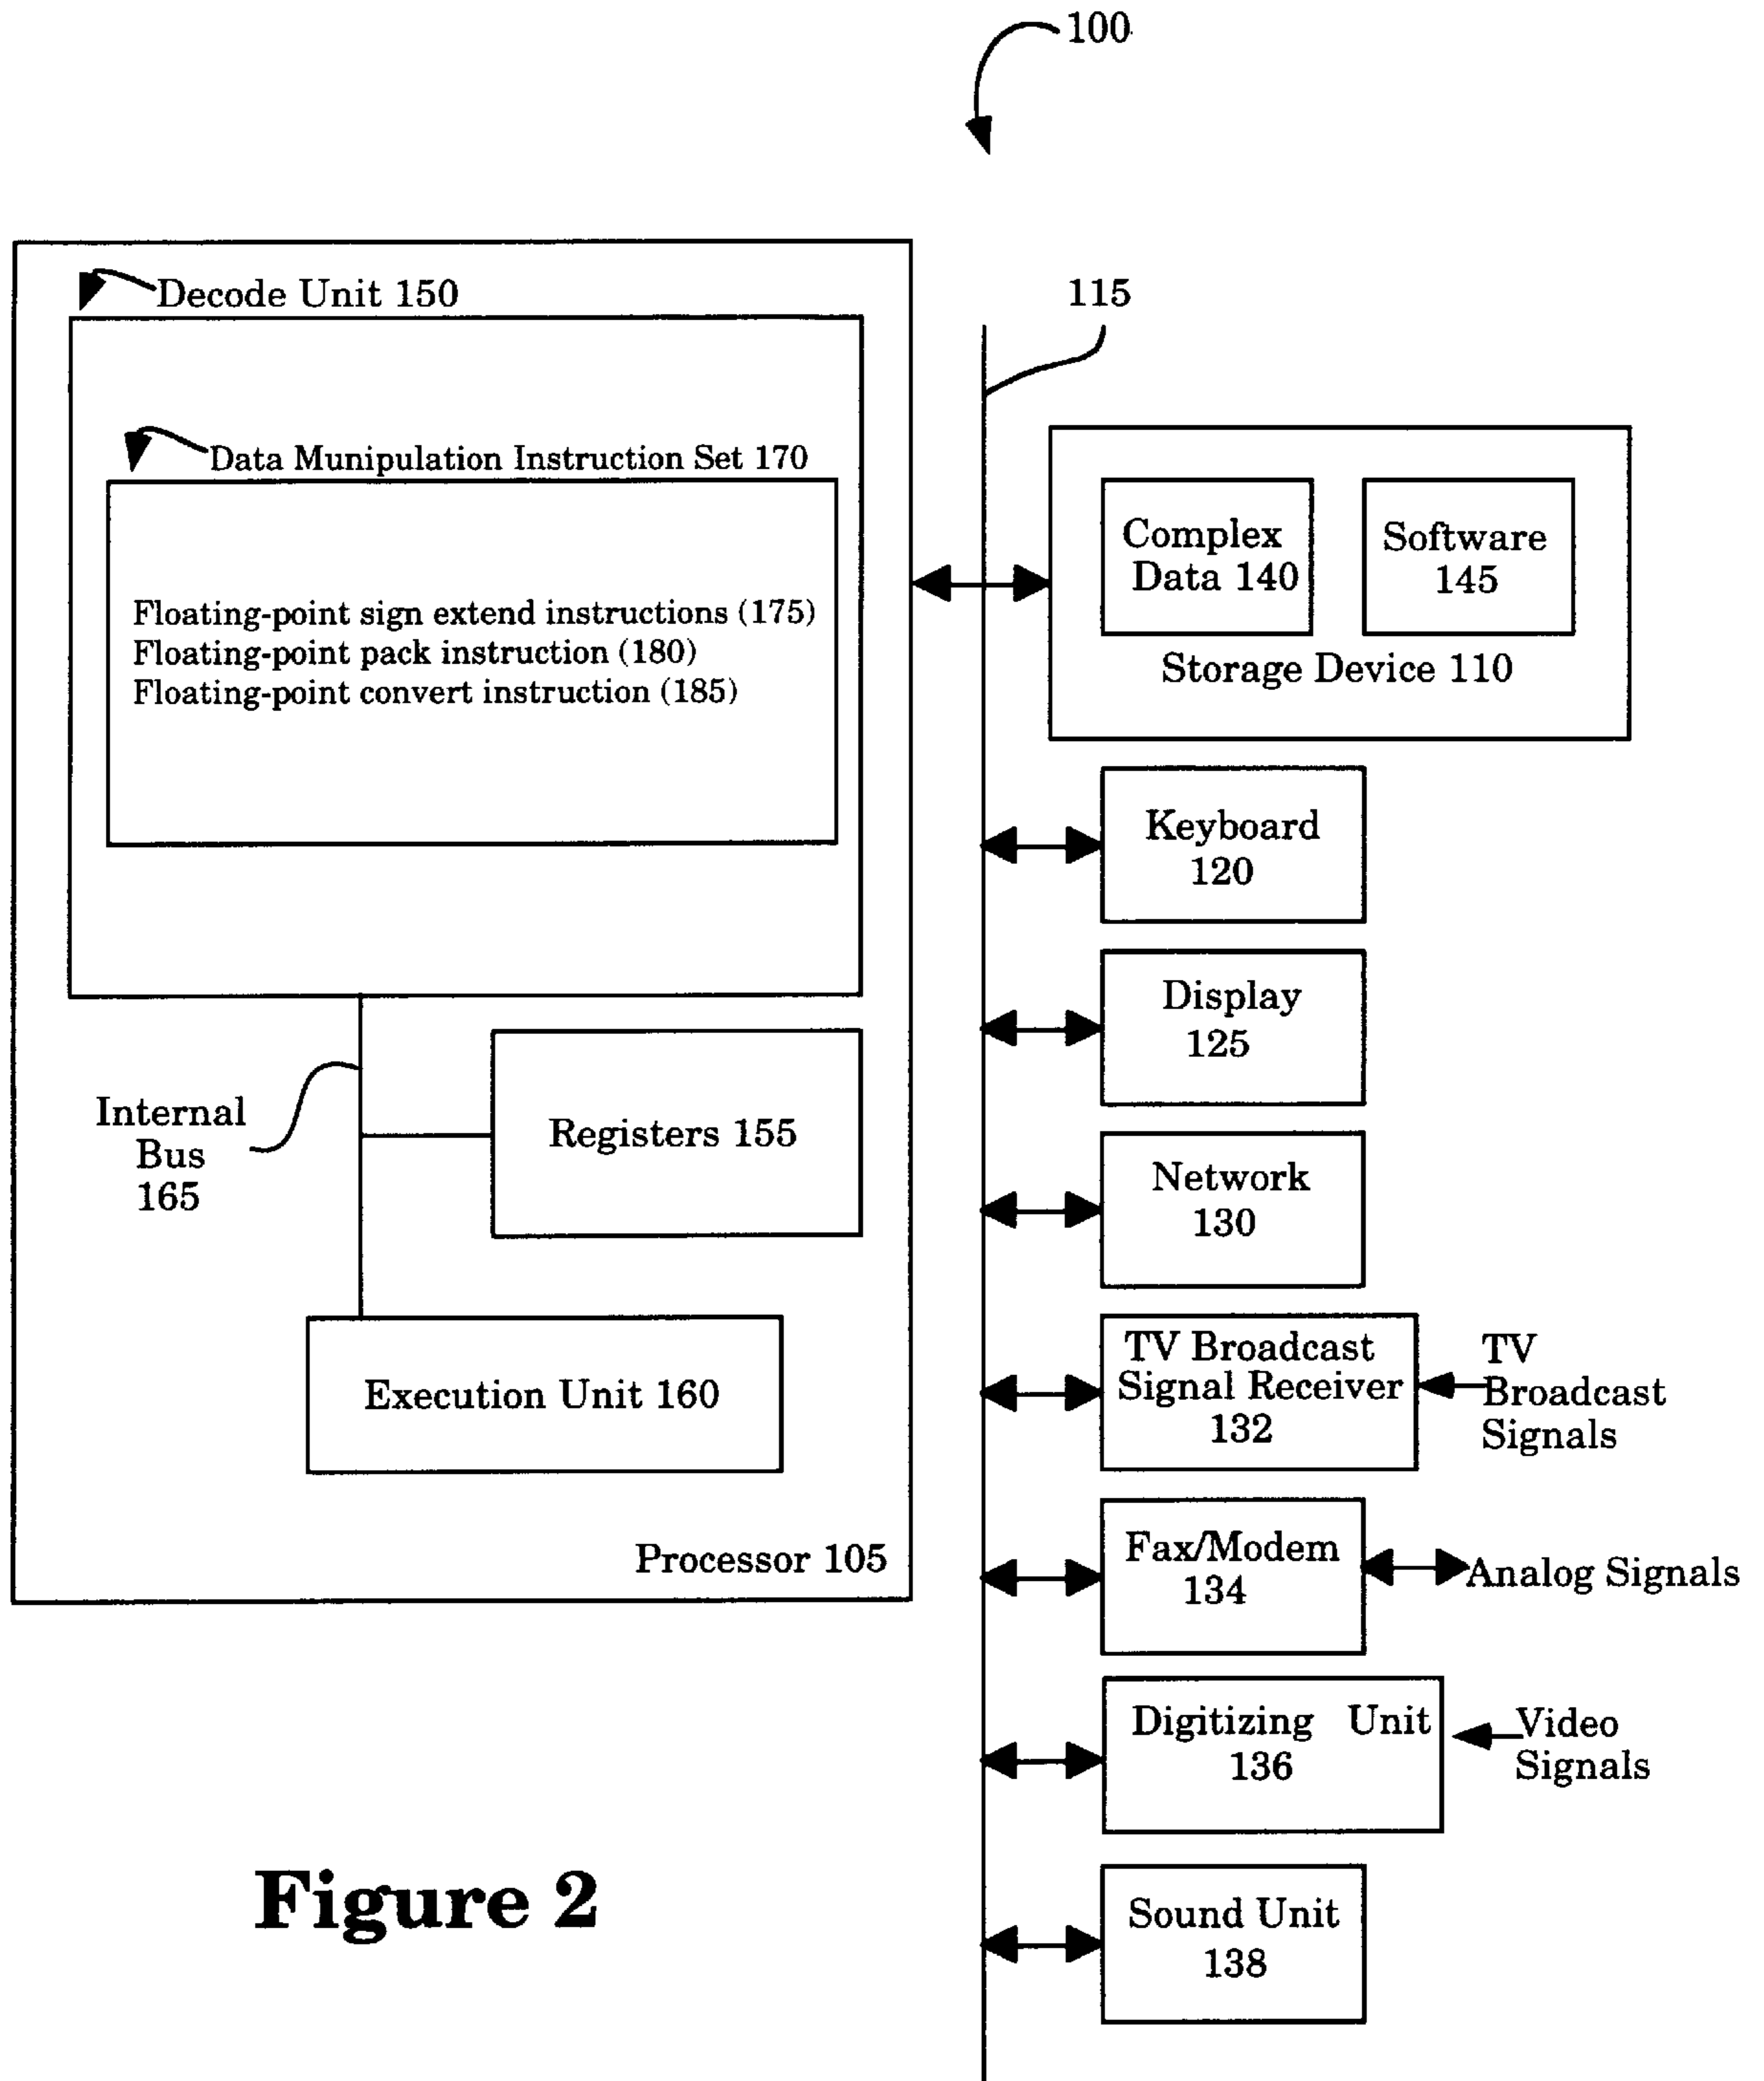 100
Decode Unit 150
115
Data Munipulation Instruction Set 170
Floating-point sign extend instructions (175)
Floating-point pack instruction (180)
Floating-point convert instruction (185)
Complex
Data 140
Software
145
Storage Device 110
Keyboard
120
Display
125
Internal
Bus
165
Registers 155
Network
130
Execution Unit 160
TV Broadcast
Signal Receiver
132
TV
Broadcast
Signals
Processor 105
Fax/Modem
134
Analog Signals
Digitizing Unit
136
Video
Signals
Figure 2
Sound Unit
138